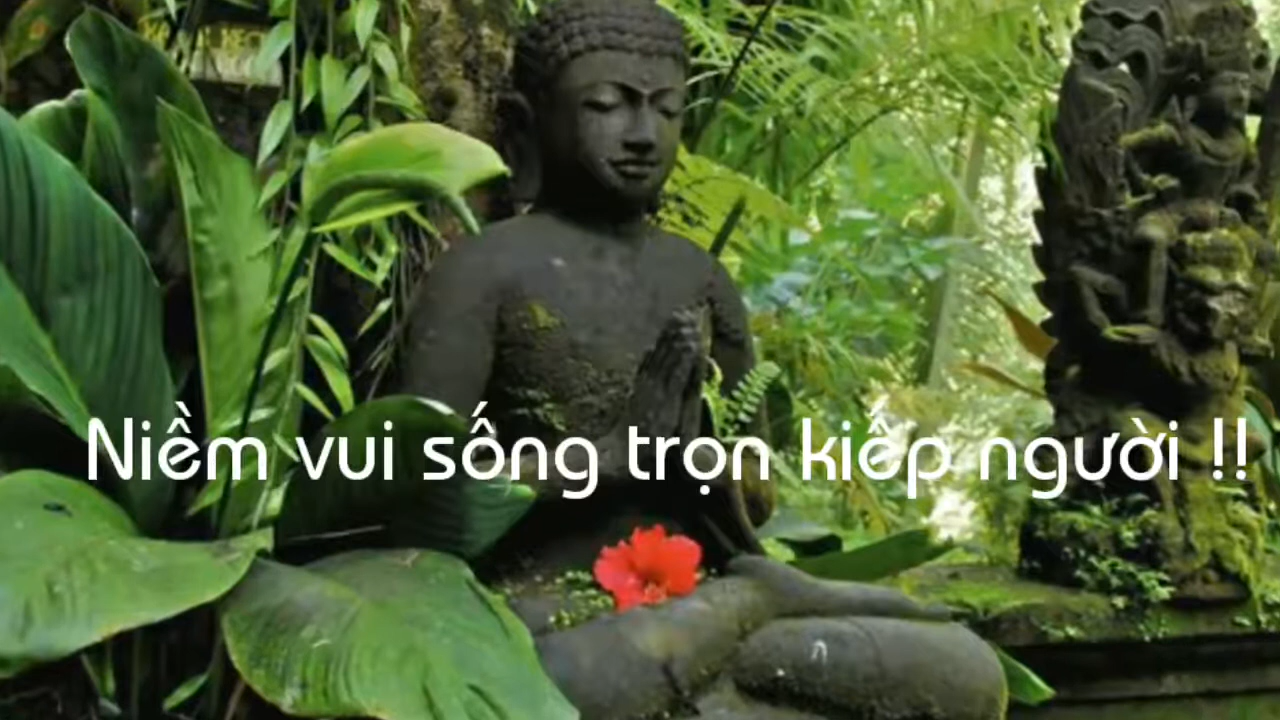 Niềm vui sống trọn kiếp người !!